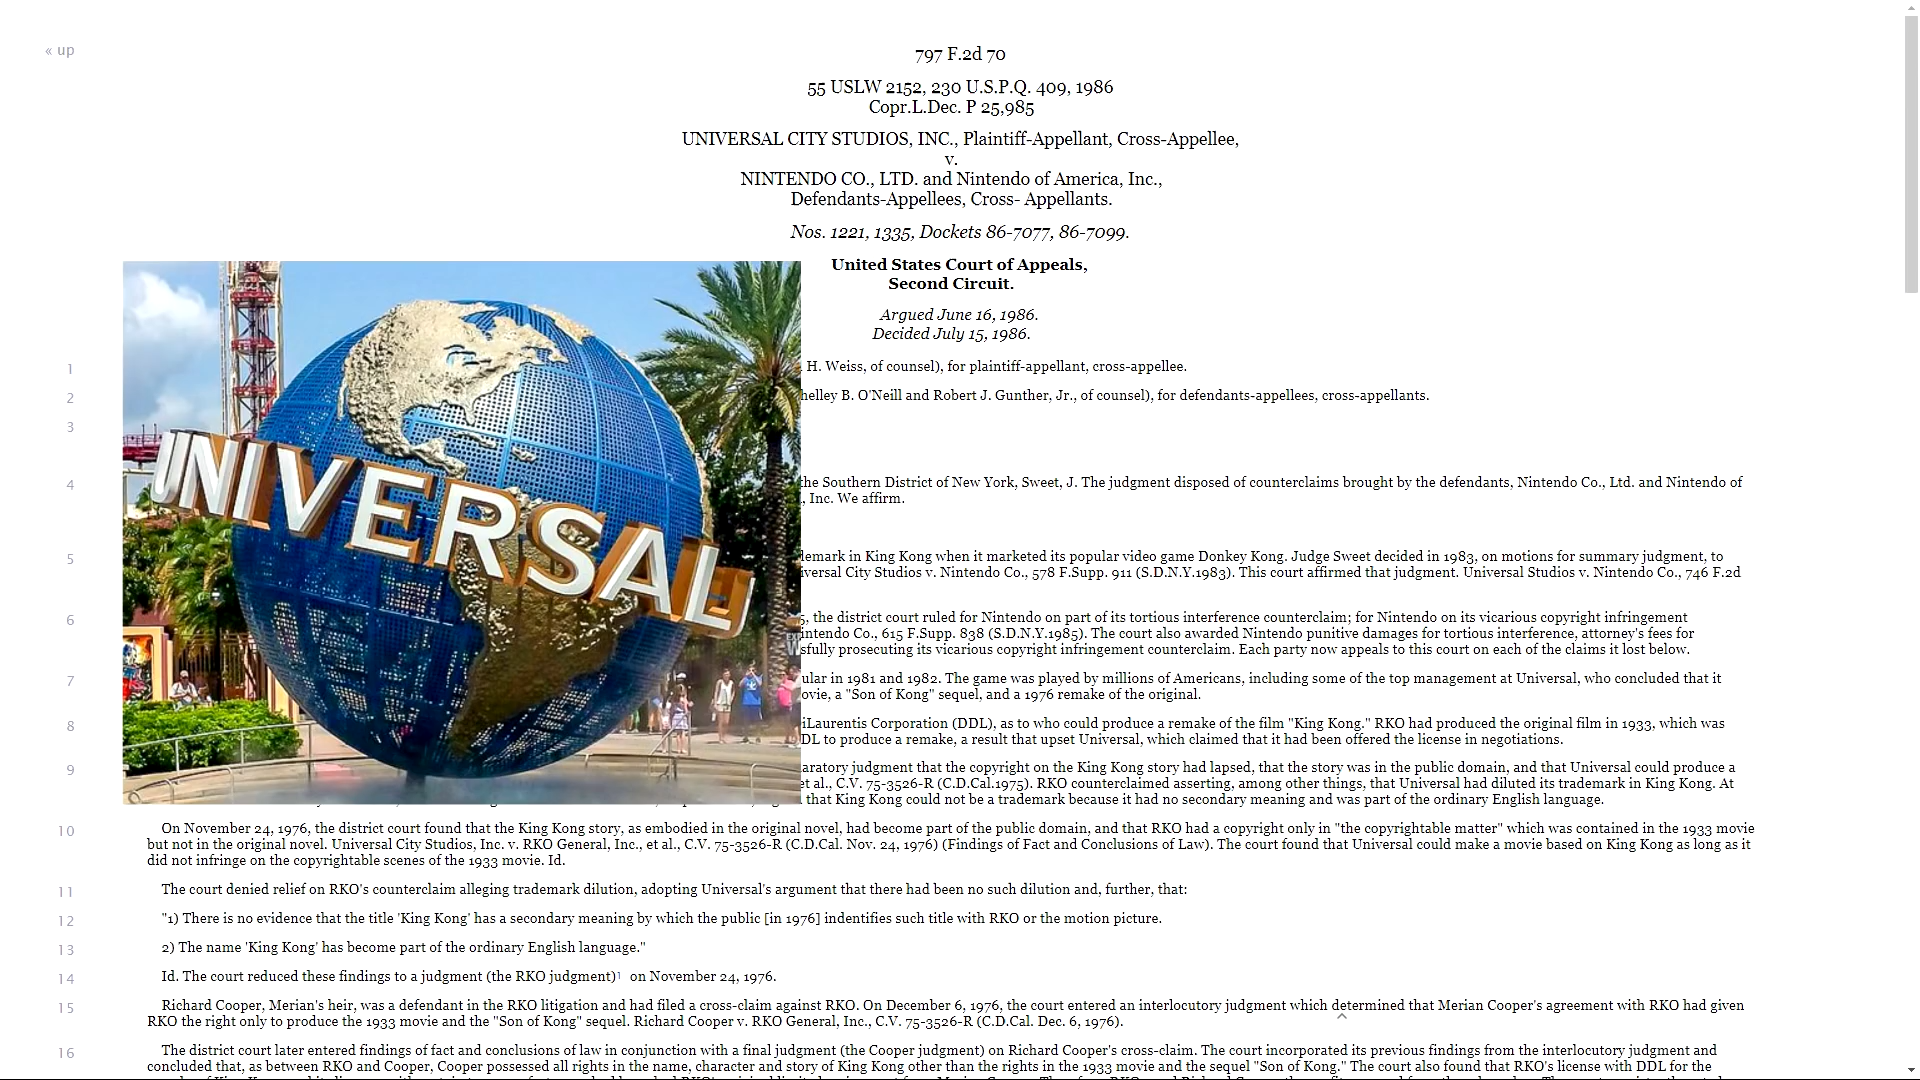 « up
797 F.2d 70
55 USLW 2152, 230 U.S.P.Q. 409, 1986
Copr.L.Dec. P 25,985
UNIVERSAL CITY STUDIOS, INC., Plaintiff-Appellant, Cross-Appellee,
v.
NINTENDO CO., LTD. and Nintendo of America, Inc.,
Defendants-Appellees, Cross- Appellants.
Nos. 1221, 1335, Dockets 86-7077, 86-7099.
United States Court of Appeals,
Second Circuit.
Argued June 16, 1986.
Decided July 15, 1986.
UNIVERSAL
1 H. Weiss, of counsel), for plaintiff-appellant, cross-appellee.
2 B. O'Neill and Robert J. Gunther, Jr., of counsel), for defendants-appellees, cross-appellants.
3
4 the Southern District of New York, Sweet, J. The judgment disposed of counterclaims brought by the defendants, Nintendo Co., Ltd. and Nintendo of
, Inc. We affirm.
5 in King Kong when it marketed its popular video game Donkey Kong. Judge Sweet decided in 1983, on motions for summary judgment, to
City Studios v. Nintendo Co., 578 F.Supp. 911 (S.D.N.Y.1983). This court affirmed that judgment. Universal Studios v. Nintendo Co., 746 F.2d
6 the district court ruled for Nintendo on part of its tortious interference counterclaim; for Nintendo on its vicarious copyright infringement
Co., 615 F.Supp. 838 (S.D.N.Y.1985). The court also awarded Nintendo punitive damages for tortious interference, attorney's fees for
prosecuting its vicarious copyright infringement counterclaim. Each party now appeals to this court on each of the claims it lost below.
7 ular in 1981 and 1982. The game was played by millions of Americans, including some of the top management at Universal, who concluded that it
ovie, a "Son of Kong" sequel, and a 1976 remake of the original.
8 iLaurentis Corporation (DDL), as to who could produce a remake of the film "King Kong." RKO had produced the original film in 1933, which was
DL to produce a remake, a result that upset Universal, which claimed that it had been offered the license in negotiations.
9 aratory judgment that the copyright on the King Kong story had lapsed, that the story was in the public domain, and that Universal could produce a
et al., C.V. 75-3526-R (C.D.Cal.1975). RKO counterclaimed asserting, among other things, that Universal had diluted its trademark in King Kong. At
that King Kong could not be a trademark because it had no secondary meaning and was part of the ordinary English language.
10 On November 24, 1976, the district court found that the King Kong story, as embodied in the original novel, had become part of the public domain, and that RKO had a copyright only in "the copyrightable matter" which was contained in the 1933 movie
but not in the original novel. Universal City Studios, Inc. v. RKO General, Inc., et al., C.V. 75-3526-R (C.D.Cal. Nov. 24, 1976) (Findings of Fact and Conclusions of Law). The court found that Universal could make a movie based on King Kong as long as it
did not infringe on the copyrightable scenes of the 1933 movie. Id.
11 The court denied relief on RKO's counterclaim alleging trademark dilution, adopting Universal's argument that there had been no such dilution and, further, that:
12 "1) There is no evidence that the title 'King Kong' has a secondary meaning by which the public [in 1976] indentifies such title with RKO or the motion picture.
13 2) The name 'King Kong' has become part of the ordinary English language."
14 Id. The court reduced these findings to a judgment (the RKO judgment)1 on November 24, 1976.
15 Richard Cooper, Merian's heir, was a defendant in the RKO litigation and had filed a cross-claim against RKO. On December 6, 1976, the court entered an interlocutory judgment which determined that Merian Cooper's agreement with RKO had given
RKO the right only to produce the 1933 movie and the "Son of Kong" sequel. Richard Cooper v. RKO General, Inc., C.V. 75-3526-R (C.D.Cal. Dec. 6, 1976).
16 The district court later entered findings of fact and conclusions of law in conjunction with a final judgment (the Cooper judgment) on Richard Cooper's cross-claim. The court incorporated its previous findings from the interlocutory judgment and
concluded that, as between RKO and Cooper, Cooper possessed all rights in the name, character and story of King Kong other than the rights in the 1933 movie and the sequel "Son of Kong." The court also found that RKO's license with DDL for the